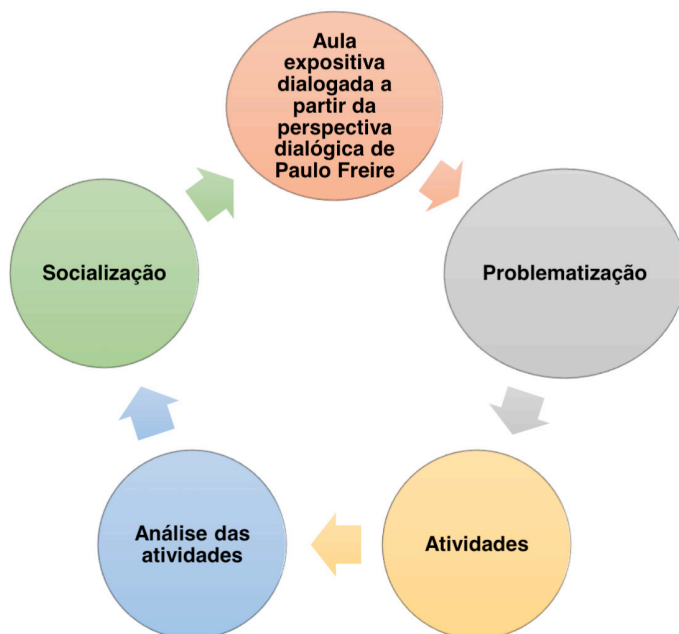 Aula
expositiva
dialogada a
partir da
perspectiva
dialógica de
Paulo Freire
Problematização
Atividades
Análise das
atividades
Socialização